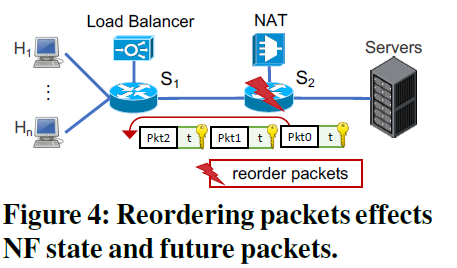 Load Balancer
NAT
H1
Servers
S1
S2
Hn
Pkt2 t Pkt1 t Pkt0 t
reorder packets
Figure 4: Reordering packets effects
NF state and future packets.